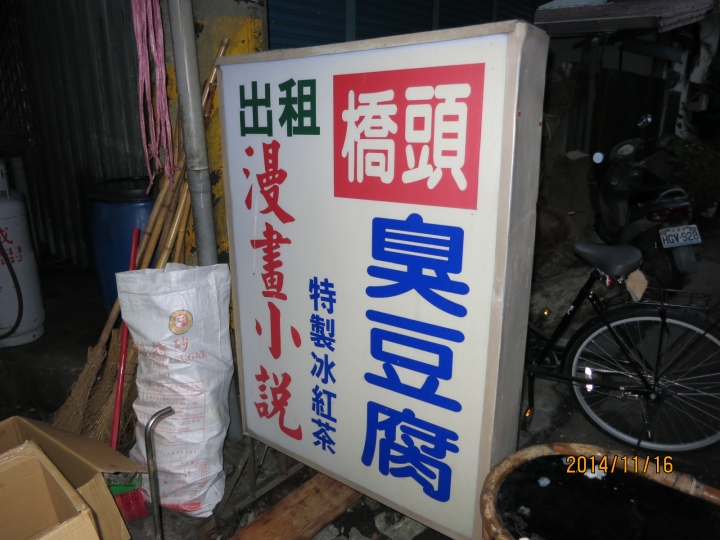 橋頭
臭豆腐
特製冰紅茶
出租
漫畫小說
HGV-928
2014/11/16